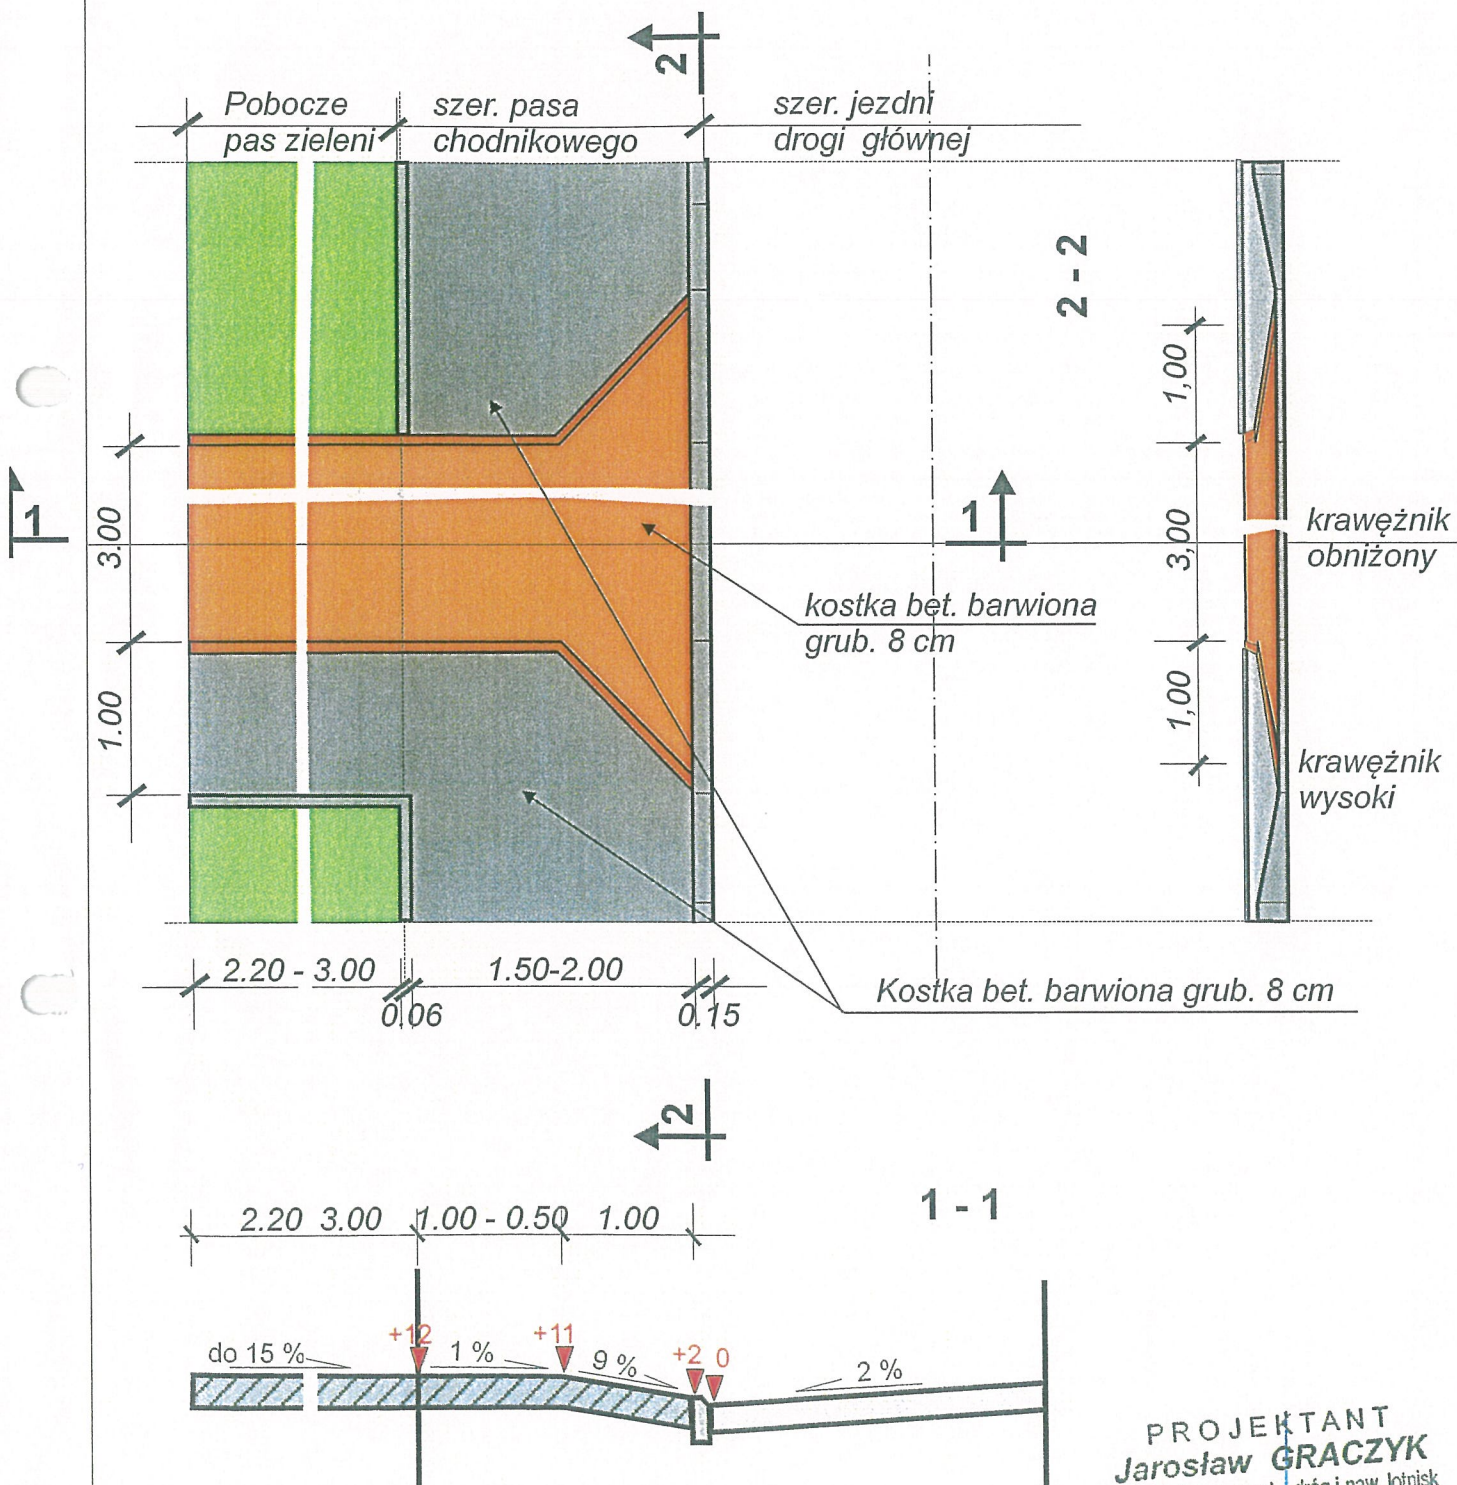 2
Pobocze
pas zieleni
szer. pasa
chodnikowego
szer. jezdni
drogi głównej
2 - 2
1,00
3,00
1,00
krawężnik
obniżony
krawężnik
wysoki
1
3.00
1.00
1
kostka bet. barwiona
grub. 8 cm
2.20 - 3.00
0.06
1.50-2.00
0.15
Kostka bet. barwiona grub. 8 cm
2
1 - 1
2.20 3.00
1.00 - 0.50
1.00
do 15 %
+12
1 %
+11
9 %
+2
0
2 %
PROJEKTANT
Jarosław GRACZYK
dróg i naw. lotnisk